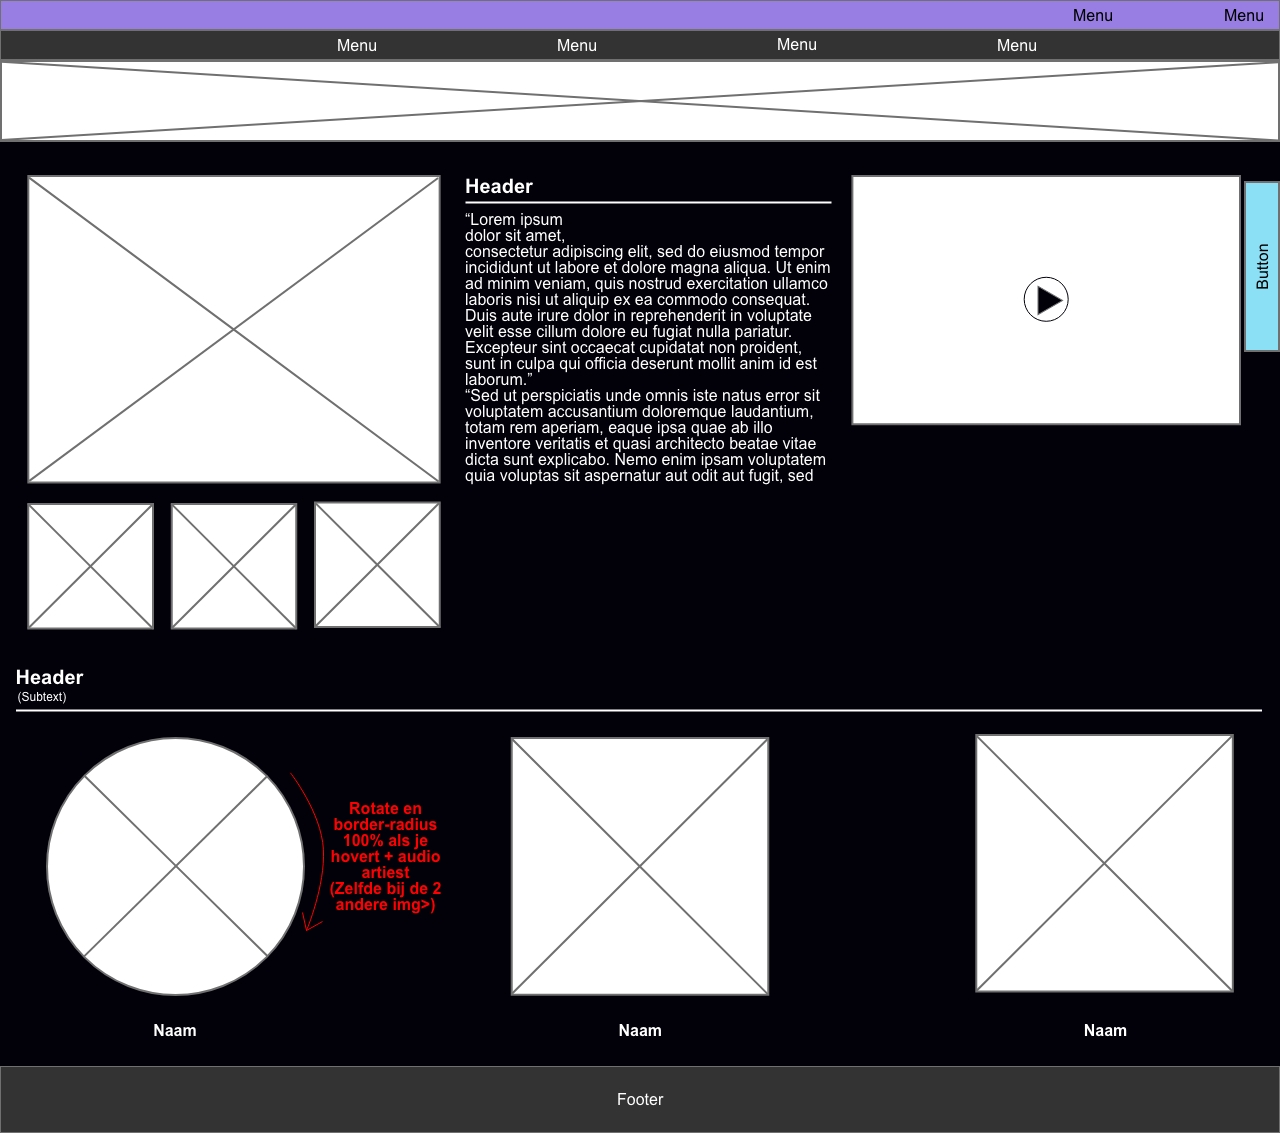 Menu
Menu
Menu
Menu
Menu
Menu
Header
“Lorem ipsum
dolor sit amet,
consectetur adipiscing elit, sed do eiusmod tempor
incididunt ut labore et dolore magna aliqua. Ut enim
ad minim veniam, quis nostrud exercitation ullamco
laboris nisi ut aliquip ex ea commodo consequat.
Duis aute irure dolor in reprehenderit in voluptate
velit esse cillum dolore eu fugiat nulla pariatur.
Excepteur sint occaecat cupidatat non proident,
sunt in culpa qui officia deserunt mollit anim id est
laborum.”
“Sed ut perspiciatis unde omnis iste natus error sit
voluptatem accusantium doloremque laudantium,
totam rem aperiam, eaque ipsa quae ab illo
inventore veritatis et quasi architecto beatae vitae
dicta sunt explicabo. Nemo enim ipsam voluptatem
quia voluptas sit aspernatur aut odit aut fugit, sed
Button
Header
(Subtext)
Rotate en
border-radius
100% als je
hovert + audio
artiest
(Zelfde bij de 2
andere img>)
Naam
Naam
Naam
Footer